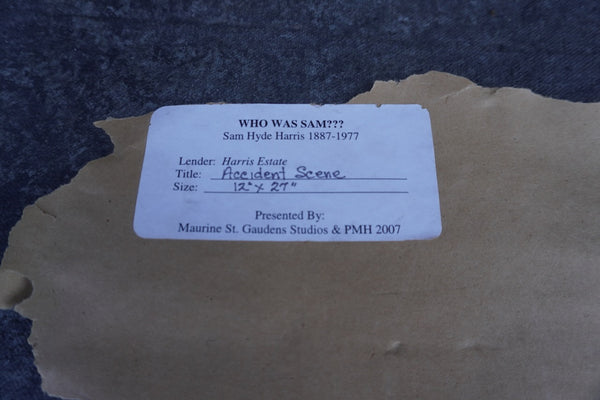 WHO WAS SAM???
Sam Hyde Harris 1887-1977
Lender: Harris Estate
Title: Accident Scene
Size: 12" x 27"
Presented By:
Maurine St. Gaudens Studios & PMH 2007